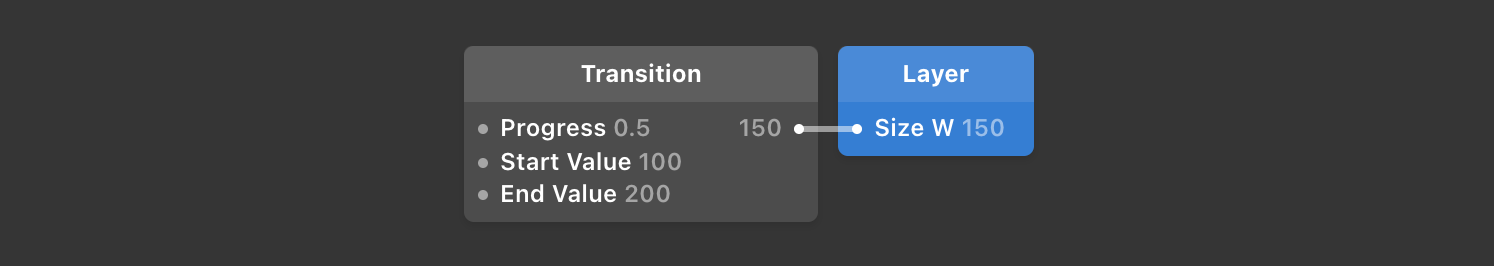 Transition
Progress 0.5 150
Start Value 100
End Value 200
Layer
Size W 150